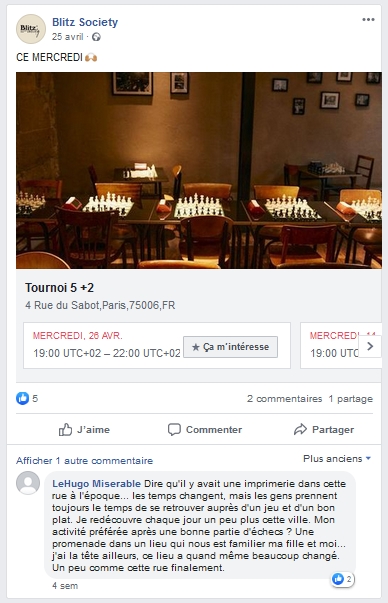 Blitz Society
Blitz Society
25 avril ·
CE MERCREDI 🙌🏼
Tournoi 5 +2
4 Rue du Sabot,Paris,75006,FR
MERCREDI, 26 AVR.
19:00 UTC+02 – 22:00 UTC+02
★ Ça m'intéresse
19:00 UTC
5
2 commentaires 1 partage
J'aime
Commenter
Partager
Afficher 1 autre commentaire
Plus anciens
LeHugo Miserable Dire qu'il y avait une imprimerie dans cette
rue à l'époque... les temps changent, mais les gens prennent
toujours le temps de se retrouver auprès d'un jeu et d'un bon
plat. Je redécouvre chaque jour un peu plus cette ville. Mon
activité préférée après une bonne partie d'échecs ? Une
promenade dans un lieu qui nous est familier ma fille et moi...
j'ai la tête ailleurs, ce lieu a quand même beaucoup changé.
Un peu comme cette rue finalement.
2
4 sem